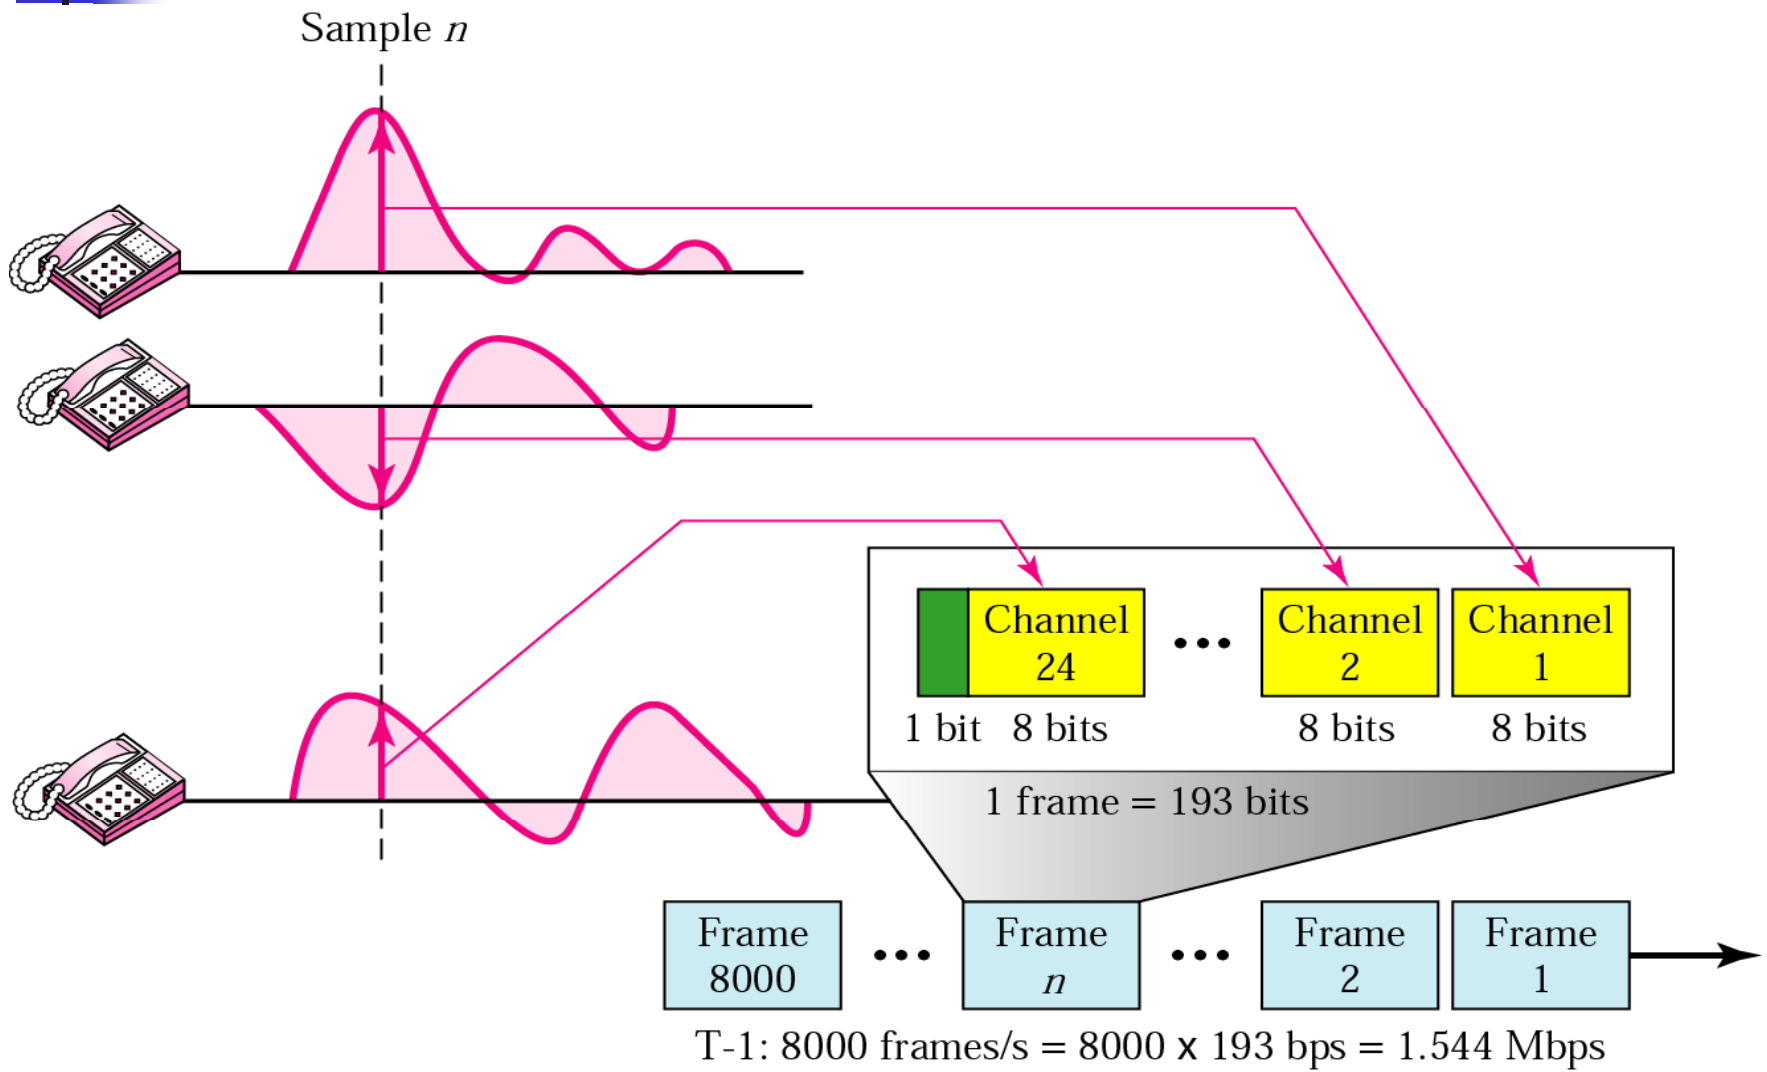 Sample n
Channel
24
...
Channel
2
Channel
1
1 bit
8 bits
8 bits
8 bits
1 frame = 193 bits
Frame
8000
...
Frame
n
...
Frame
2
Frame
1
T-1: 8000 frames/s = 8000 x 193 bps = 1.544 Mbps